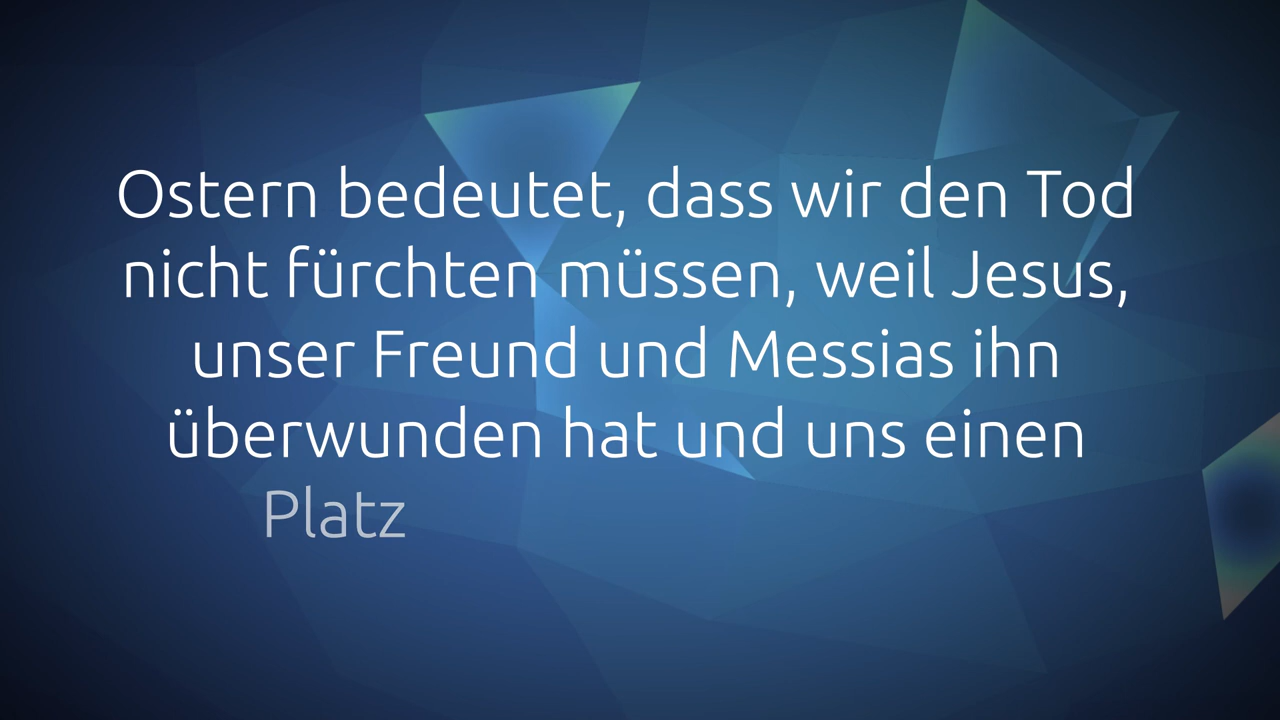 Ostern bedeutet, dass wir den Tod
nicht fürchten müssen, weil Jesus,
unser Freund und Messias ihn
überwunden hat und uns einen
Platz